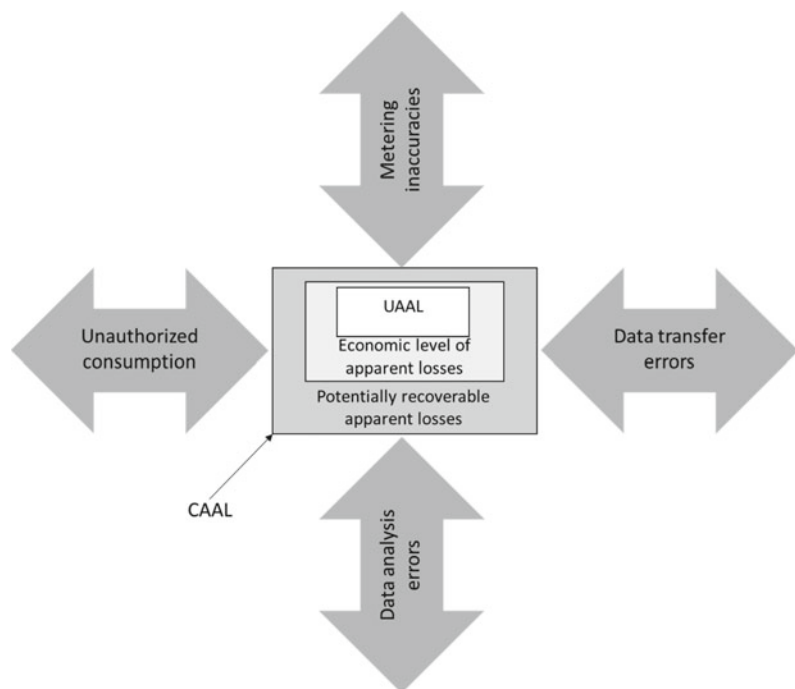 Metering
inaccuracies
Unauthorized
consumption
UAAL
Economic level of
apparent losses
Potentially recoverable
apparent losses
Data transfer
errors
CAAL
Data analysis
errors